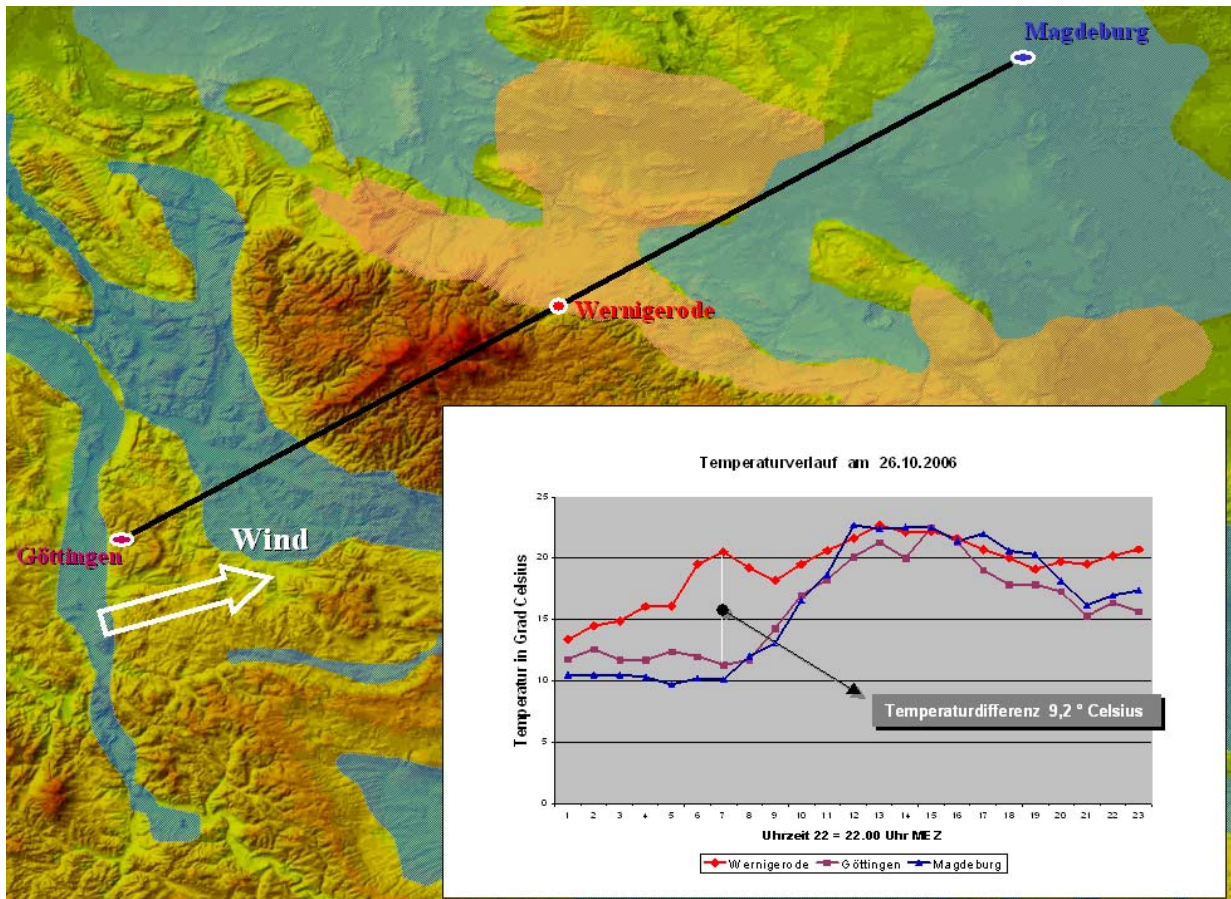 Magdeburg
Wernigerode
Wind
Göttingen
Temperaturverlauf am 26.10.2006
Temperatur in Grad Celsius
25
20
15
10
5
0
Temperaturdifferenz 9,2 ° Celsius
1 2 3 4 5 6 7 8 9 10 11 12 13 14 15 16 17 18 19 20 21 22 23
Uhrzeit 22 = 22.00 Uhr MEZ
Wernigerode Göttingen Magdeburg